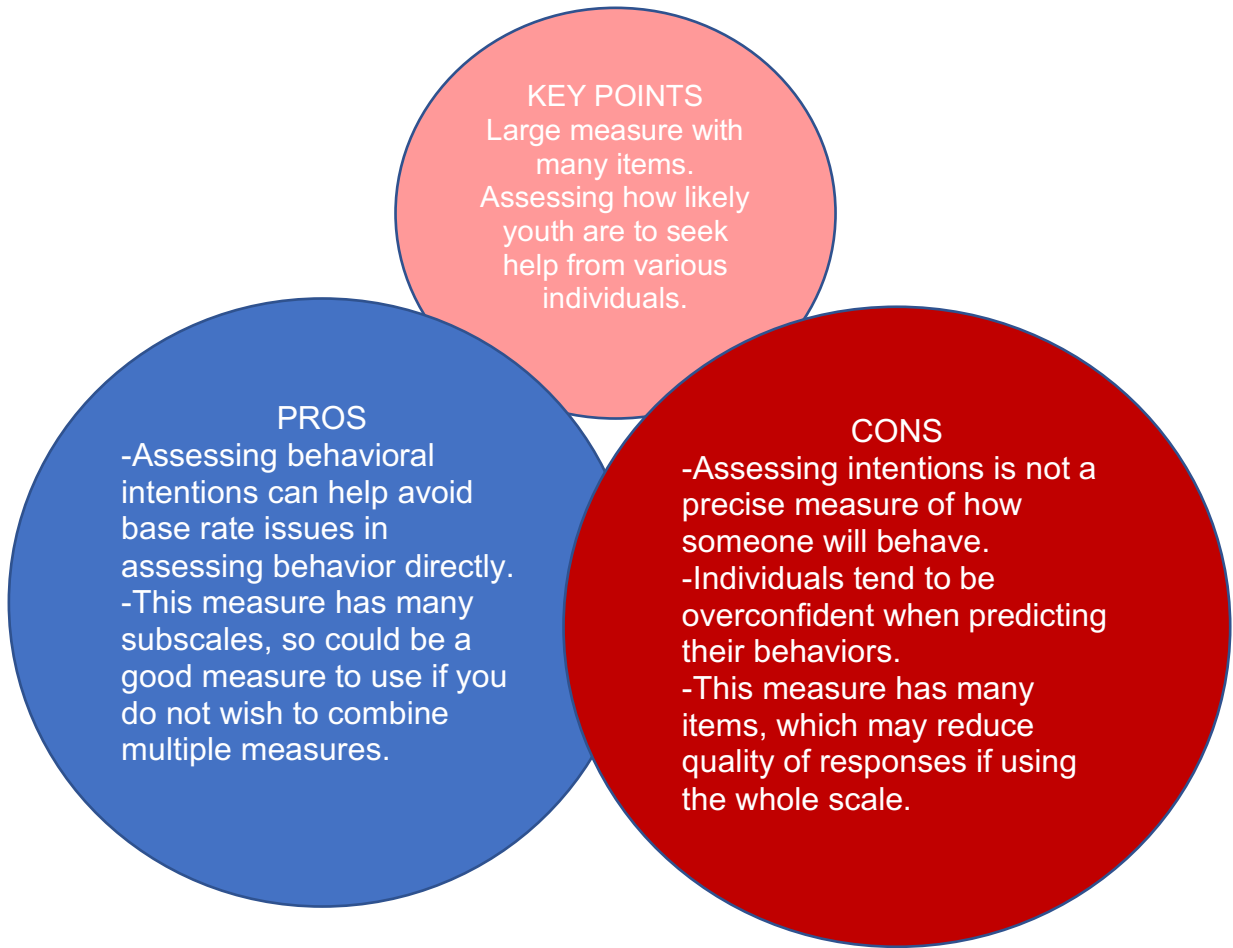 KEY POINTS
Large measure with
many items.
Assessing how likely
youth are to seek
help from various
individuals.
PROS
-Assessing behavioral
intentions can help avoid
base rate issues in
assessing behavior directly.
-This measure has many
subscales, so could be a
good measure to use if you
do not wish to combine
multiple measures.
CONS
-Assessing intentions is not a
precise measure of how
someone will behave.
-Individuals tend to be
overconfident when predicting
their behaviors.
-This measure has many
items, which may reduce
quality of responses if using
the whole scale.